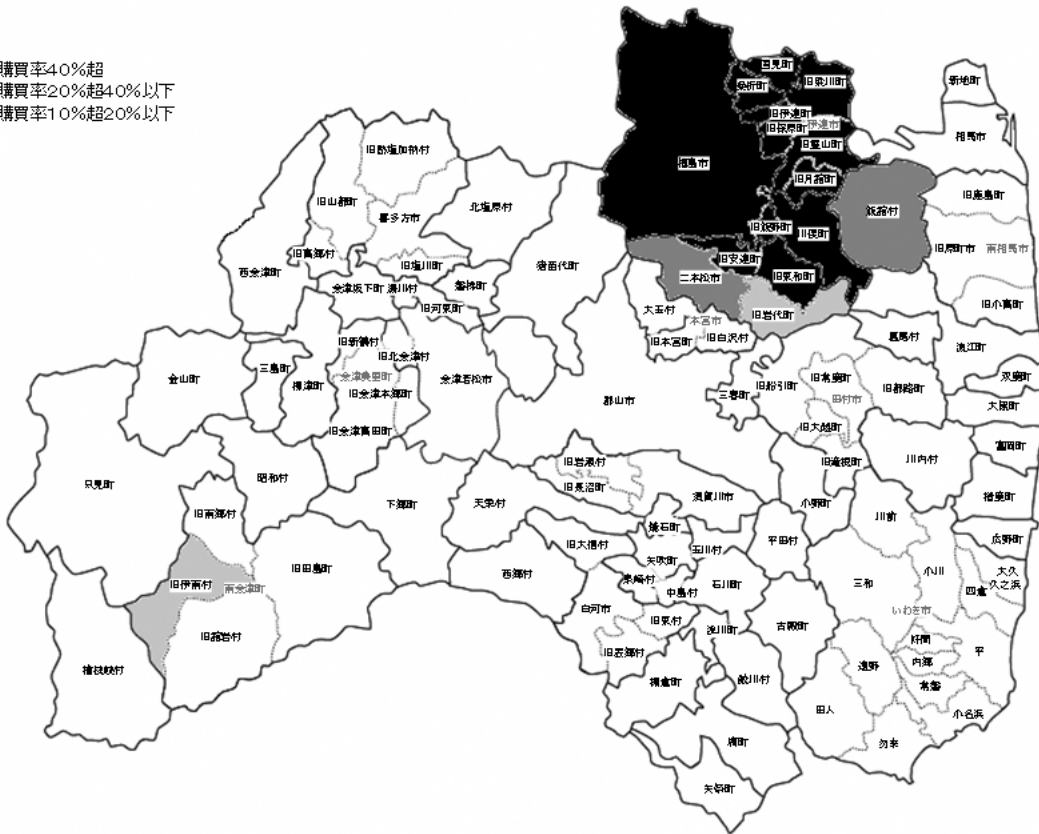 購買率40%超
購買率20%超40%以下
購買率10%超20%以下
国見町
桑折町
旧梁川町
旧伊達町
旧保原町
伊達市
旧霊山町
旧月舘町
旧飯野町
川俣町
旧安達町
旧東和町
二本松市
旧岩代町
飯舘村
新地町
相馬市
旧鹿島町
旧原町市
南相馬市
旧小高町
旧熱塩加納村
旧山都町
喜多方市
北塩原村
旧高郷村
旧塩川町
西会津町
会津坂下町
湯川村
磐梯町
猪苗代町
旧河東町
大玉村
本宮市
旧本宮町
旧白沢村
葛尾村
浪江町
双葉町
大熊町
富岡町
楢葉町
広野町
金山町
三島町
柳津町
旧新鶴村
旧北会津村
会津美里町
旧会津本郷町
旧会津高田町
会津若松市
郡山市
三春町
旧船引町
旧常葉町
旧都路町
田村市
旧大越町
旧滝根町
川内村
小野町
只見町
昭和村
下郷町
天栄村
旧岩瀬村
旧長沼町
須賀川市
旧南郷村
旧伊南村
南会津町
旧田島町
旧舘岩村
檜枝岐村
西郷村
旧大信村
鏡石町
矢吹町
玉川村
平田村
泉崎村
中島村
石川町
白河市
旧東村
旧表郷村
浅川町
古殿町
棚倉町
鮫川村
塙町
矢祭町
川前
三和
小川
大久
久之浜
四倉
いわき市
好間
内郷
平
常磐
遠野
田人
小名浜
勿来